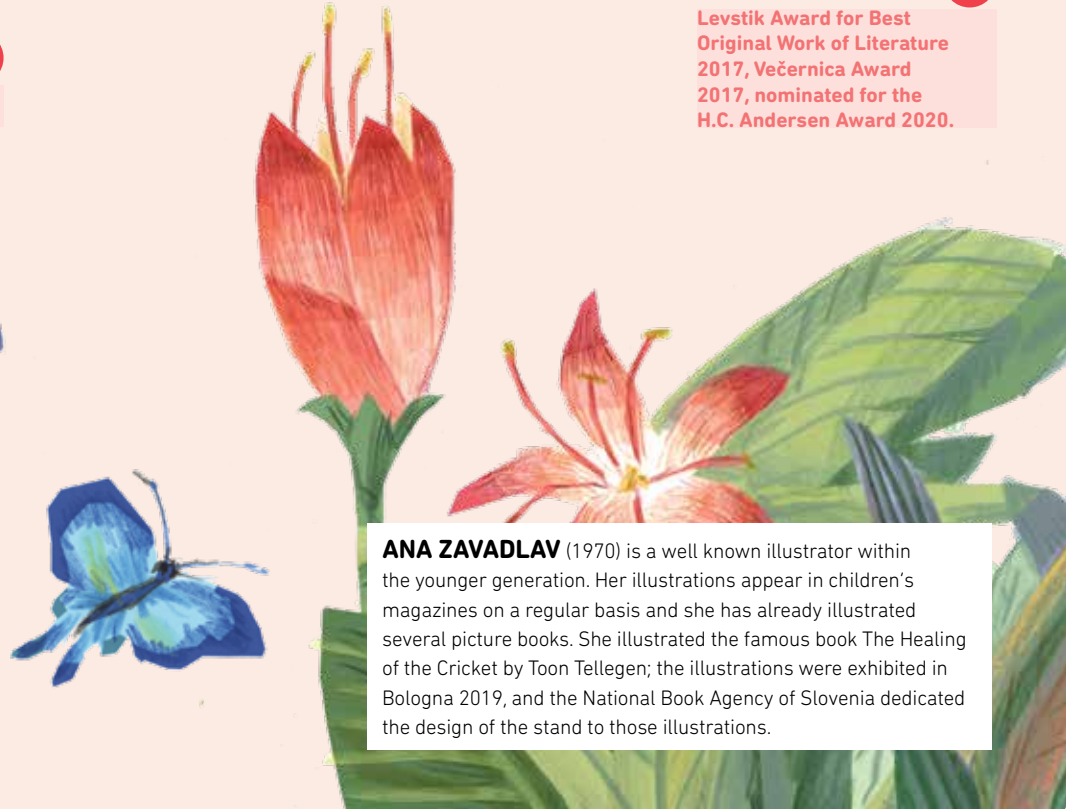 Levstik Award for Best
Original Work of Literature
2017, Večernica Award
2017, nominated for the
H.C. Andersen Award 2020.
ANA ZAVADLAV (1970) is a well known illustrator within
the younger generation. Her illustrations appear in children's
magazines on a regular basis and she has already illustrated
several picture books. She illustrated the famous book The Healing
of the Cricket by Toon Tellegen; the illustrations were exhibited in
Bologna 2019, and the National Book Agency of Slovenia dedicated
the design of the stand to those illustrations.